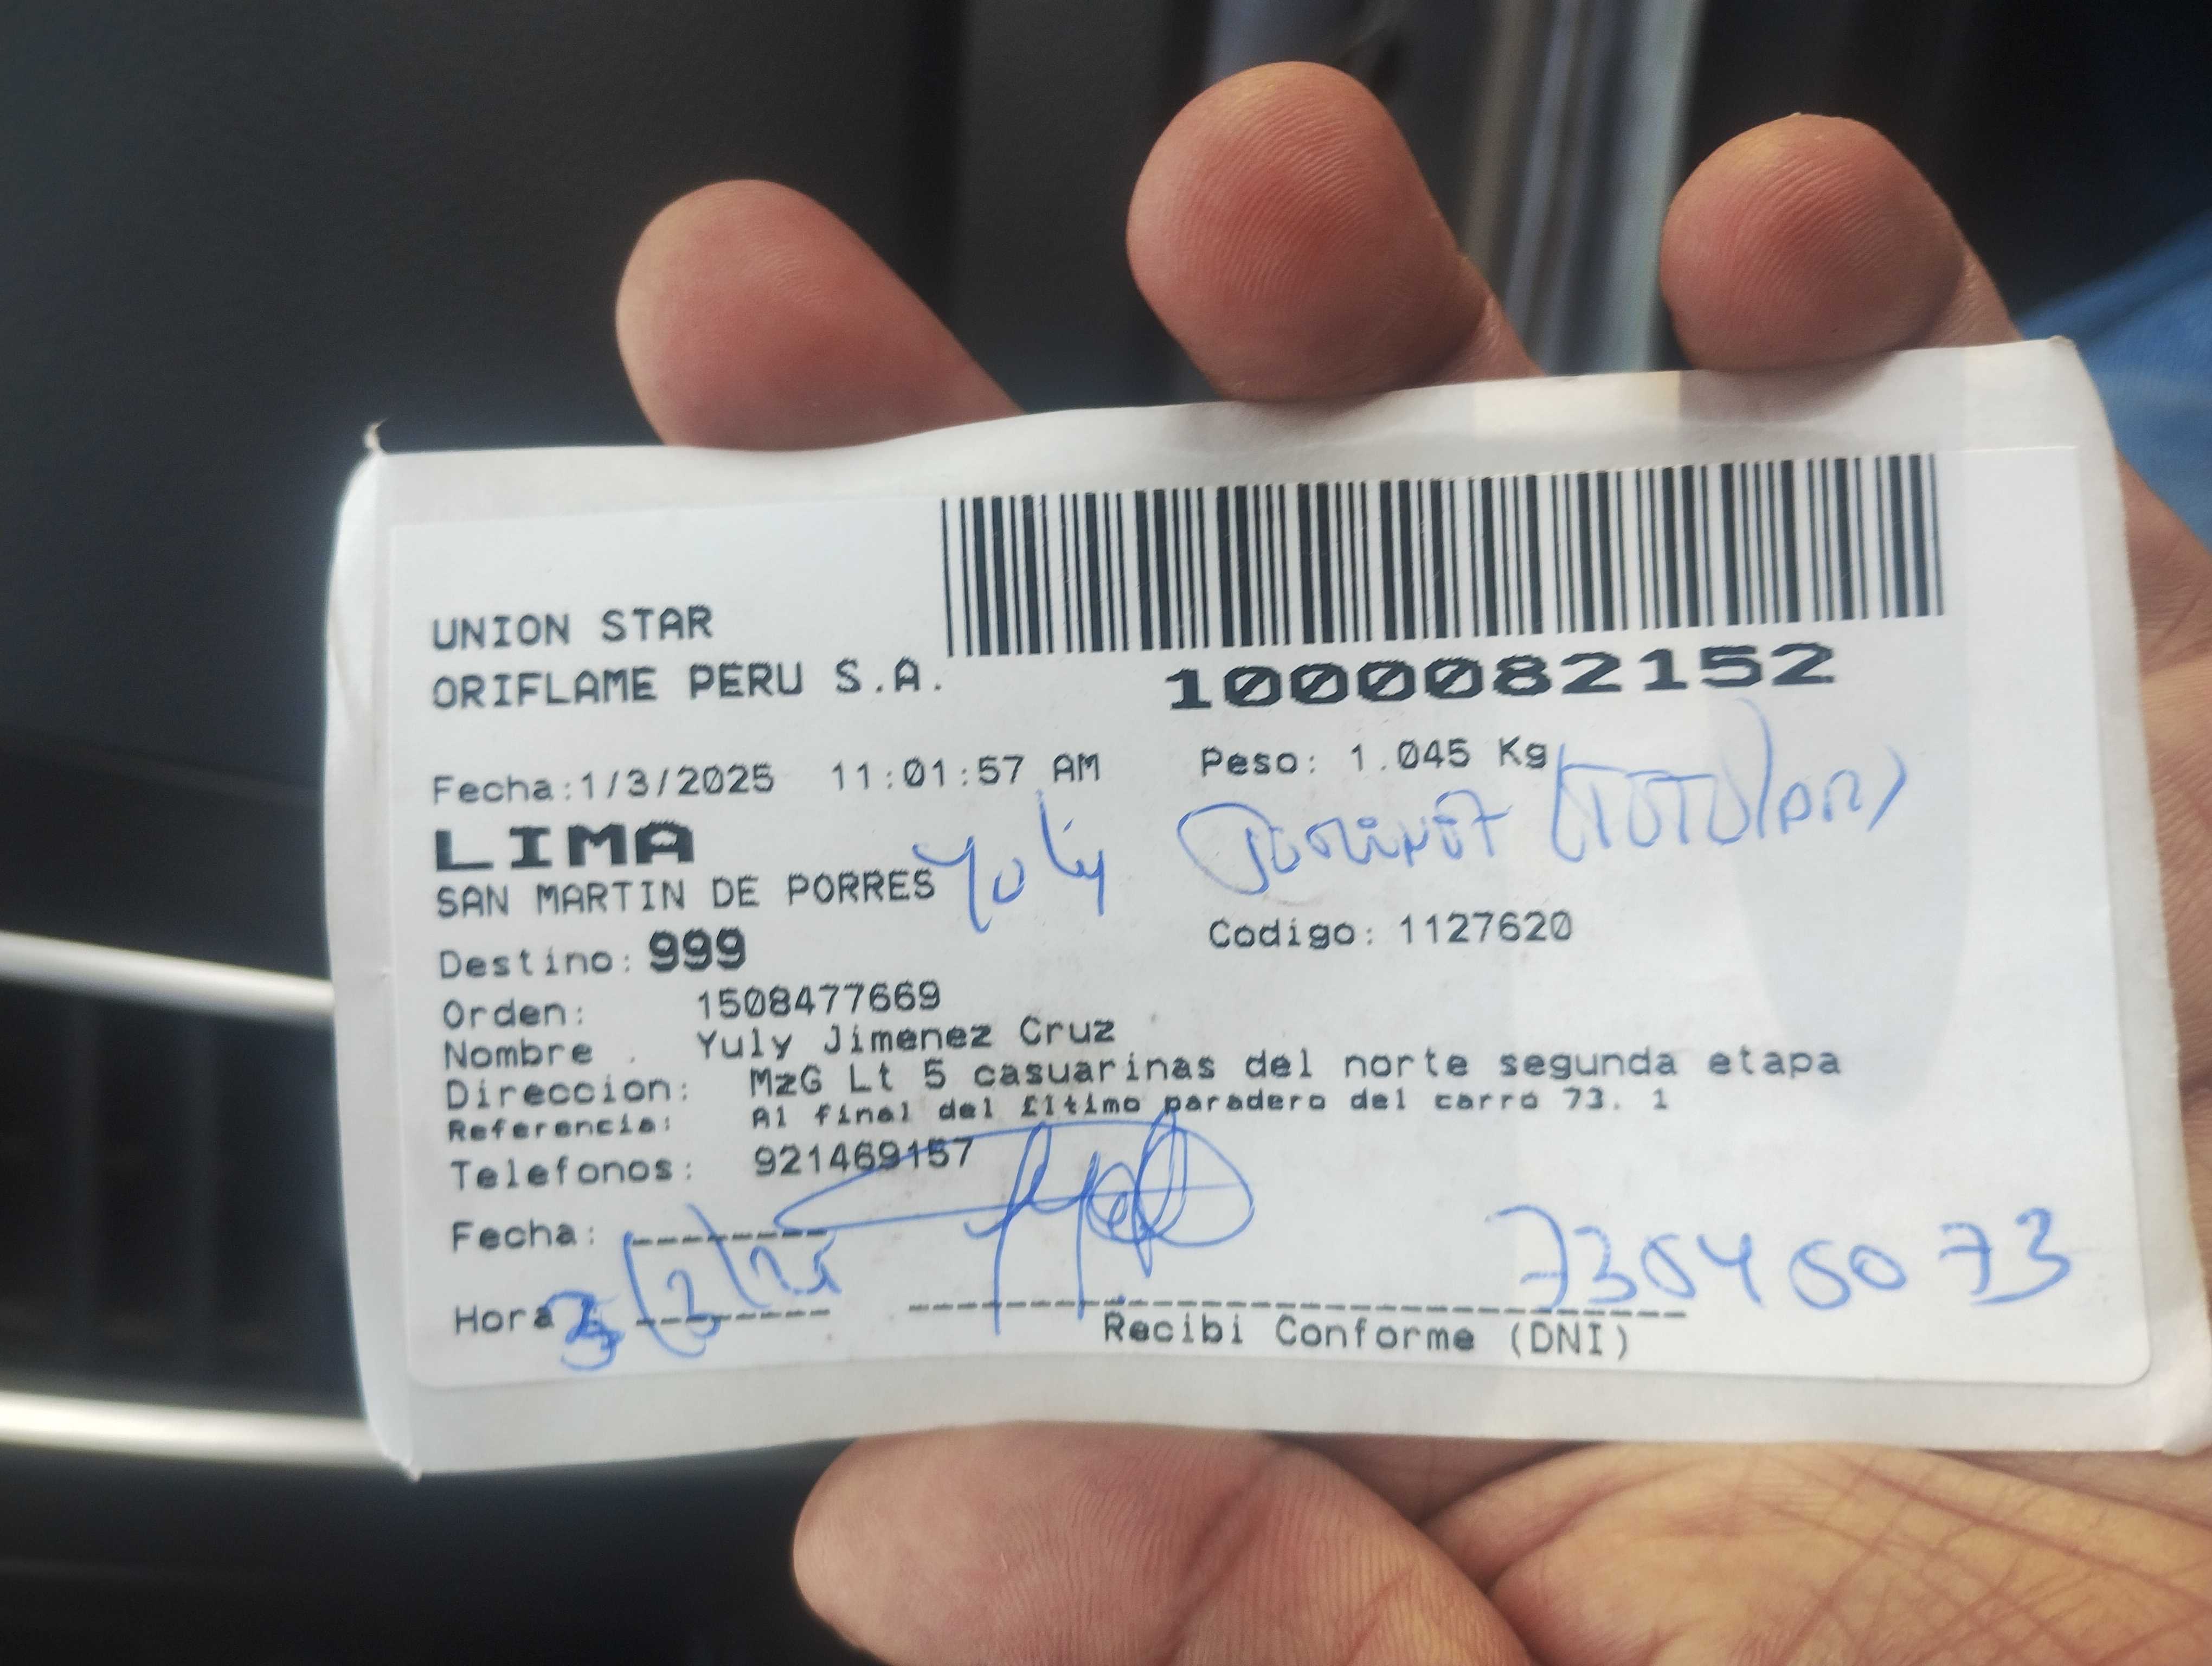 UNION STAR
ORIFLAME PERU S.A.
1000082152
Fecha:1/3/2025 11:01:57 AM Peso: 1.045 Kg
LIMA
SAN MARTIN DE PORRES
Yuly (TITULAR)
Destino: 999 Codigo: 1127620
Orden: 1508477669
Nombre . Yuly Jimenez Cruz
Direccion: MzG Lt 5 casuarinas del norte segunda etapa
Referencia: Al final del £ltimo paradero del carro 73. 1
Telefonos: 921469157
Fecha:
Hora
Recibi Conforme (DNI)